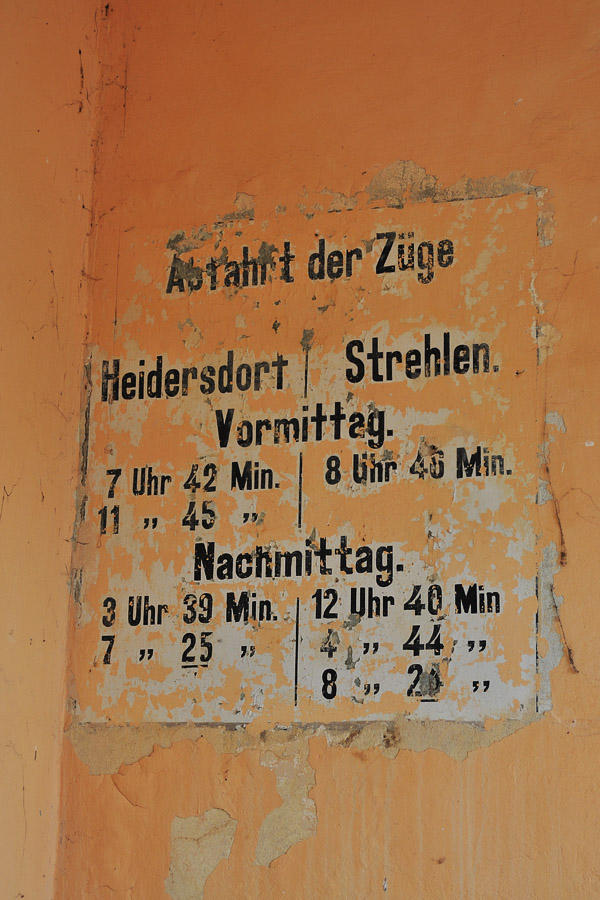 Abfahrt der Züge
Heidersdorf | Strehlen.
Vormittag.
7 Uhr 42 Min. | 8 Uhr 46 Min.
11 „ 45 „
Nachmittag.
3 Uhr 39 Min. | 12 Uhr 40 Min
7 „ 25 „ | 4 „ 44 „
8 „ „